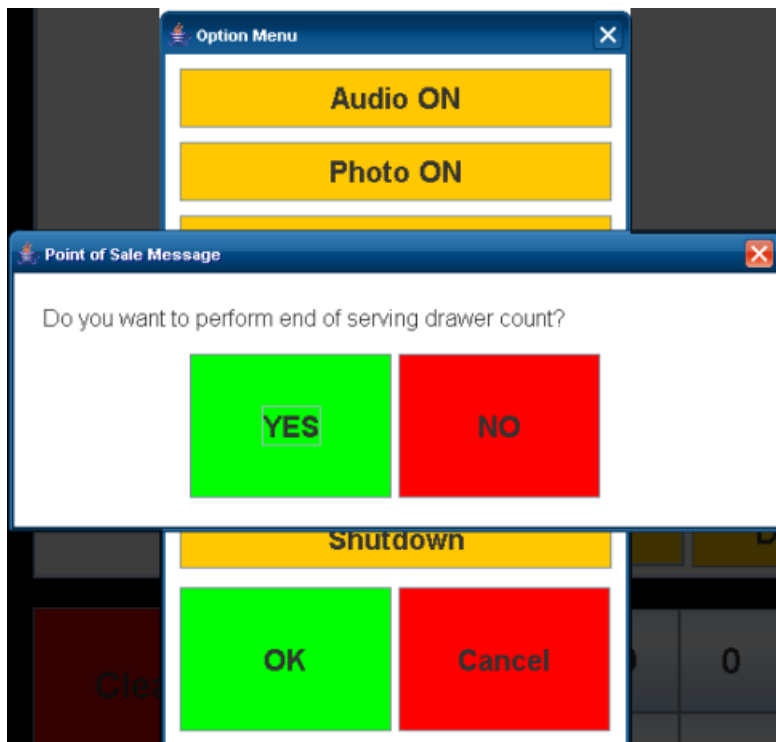 Option Menu
Audio ON
Photo ON
Point of Sale Message
Do you want to perform end of serving drawer count?
YES NO
Shutdown
OK Cancel
0